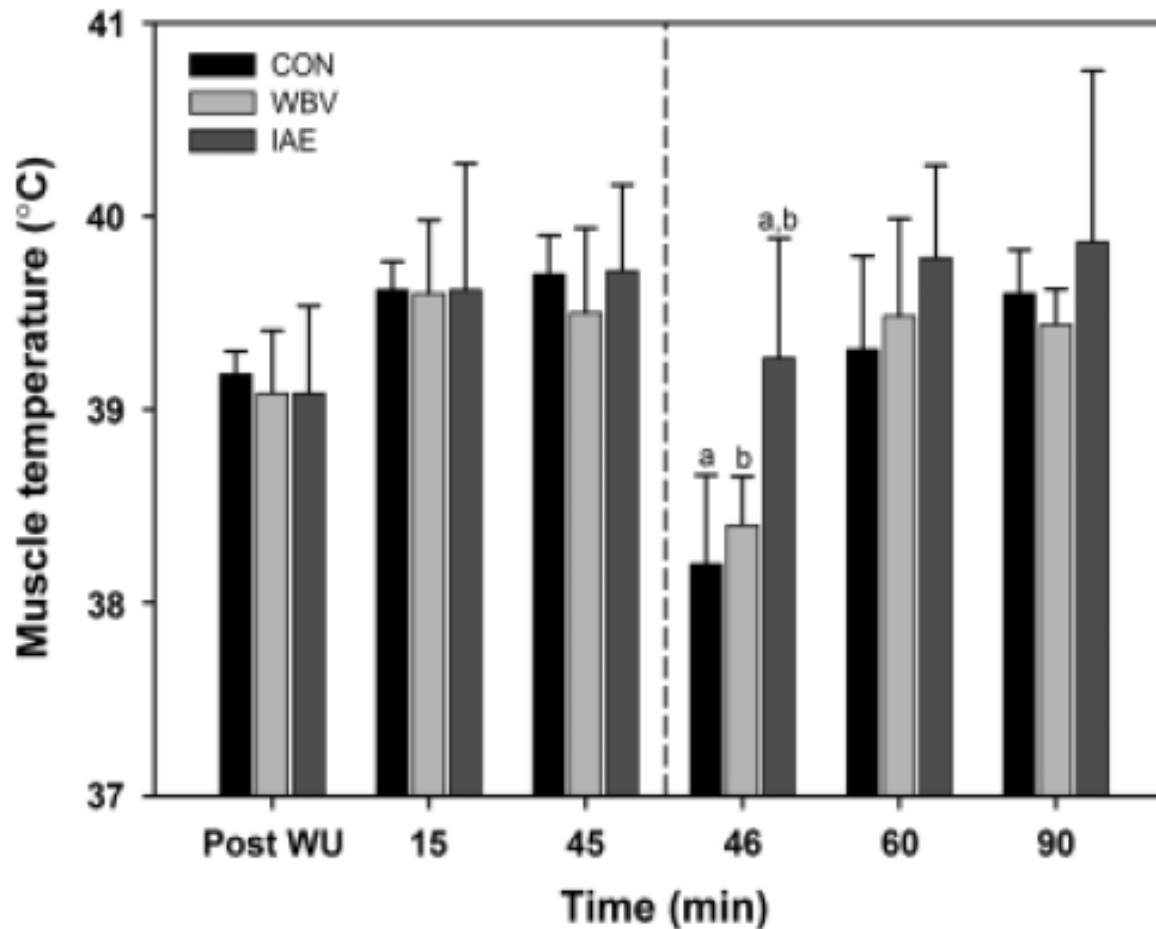 41
CON
WBV
IAE
40
a,b
39
a
b
38
37
Muscle temperature (°C)
Post WU 15 45 46 60 90
Time (min)